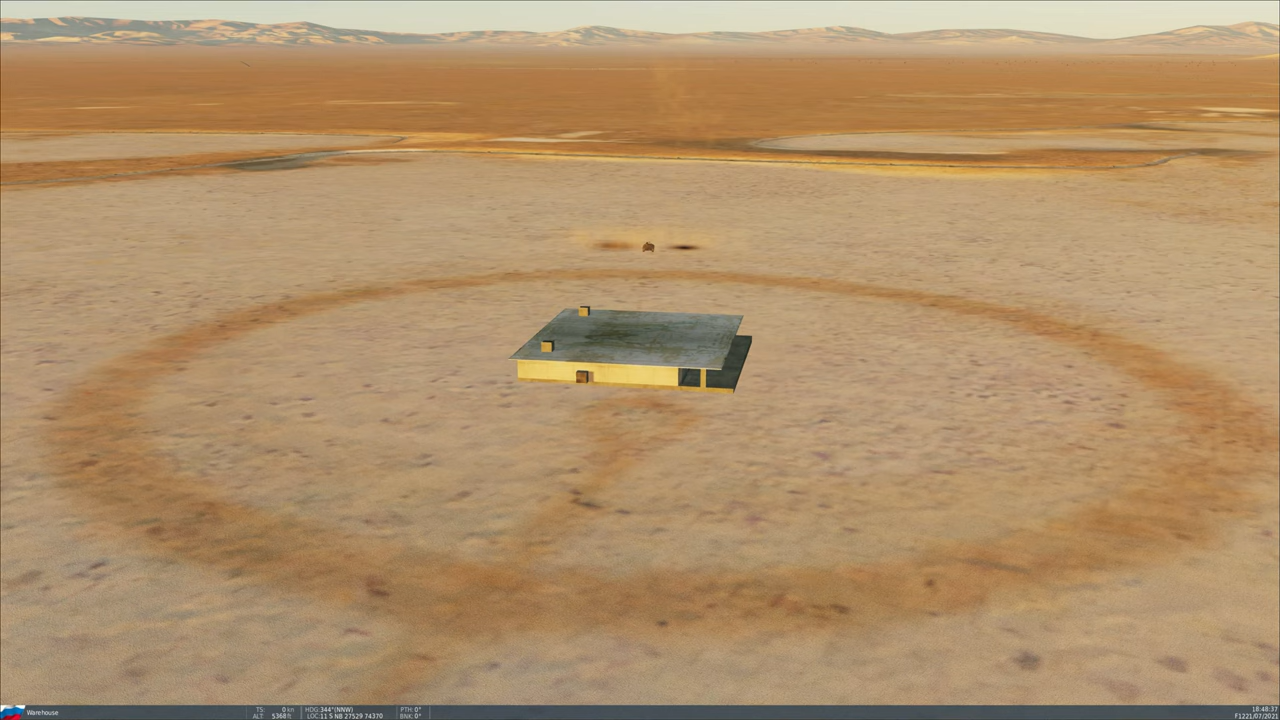 Warehouse
TS: 0 kn
ALT: 5368 ft
HDG: 344°(NNW)
LOC: 11 S NB 27529 74370
PTH: 0°
BNK: 0°
18:48:37
F1221/07/2021